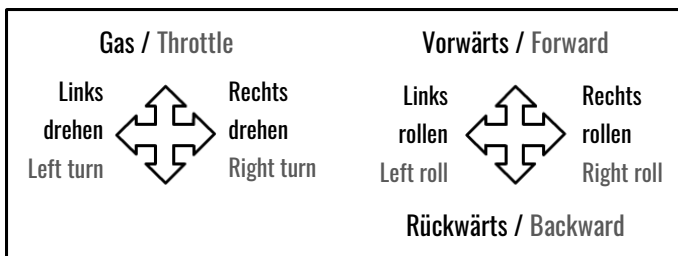 Gas / Throttle
Links
drehen
Left turn
Rechts
drehen
Right turn
Vorwärts / Forward
Links
rollen
Left roll
Rechts
rollen
Right roll
Rückwärts / Backward